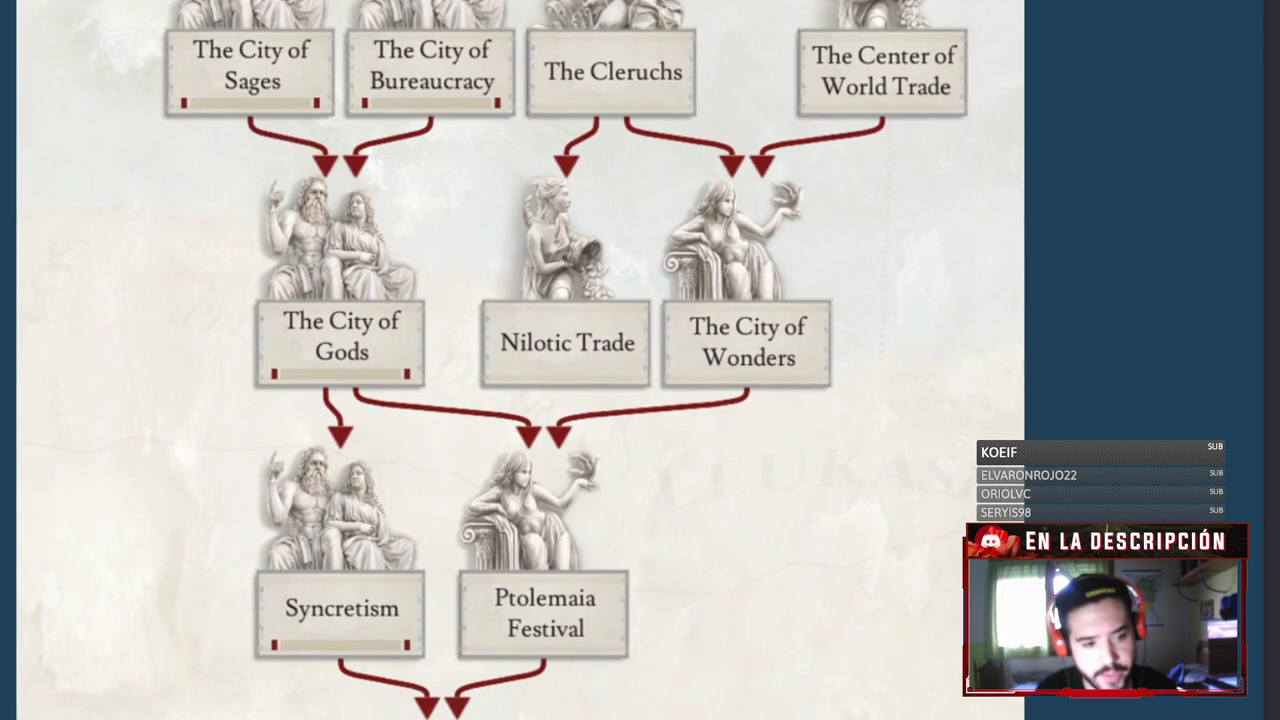 The City of
Sages
The City of
Bureaucracy
The Cleruchs
The Center of
World Trade
The City of
Gods
Nilotic Trade
The City of
Wonders
Syncretism
Ptolemaia
Festival
KOEIF SUB
ELVARONROJO22 SUB
ORIOLVC SUB
SERYIS98 SUB
EN LA DESCRIPCIÓN